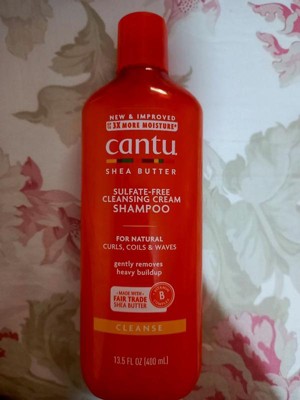 NEW & IMPROVED
3X MORE MOISTURE*
cantu
SHEA BUTTER
SULFATE-FREE
CLEANSING CREAM
SHAMPOO
FOR NATURAL
CURLS, COILS & WAVES
gently removes
heavy buildup
MADE WITH
FAIR TRADE
SHEA BUTTER
B
CLEANSE
13.5 FL OZ (400 mL)